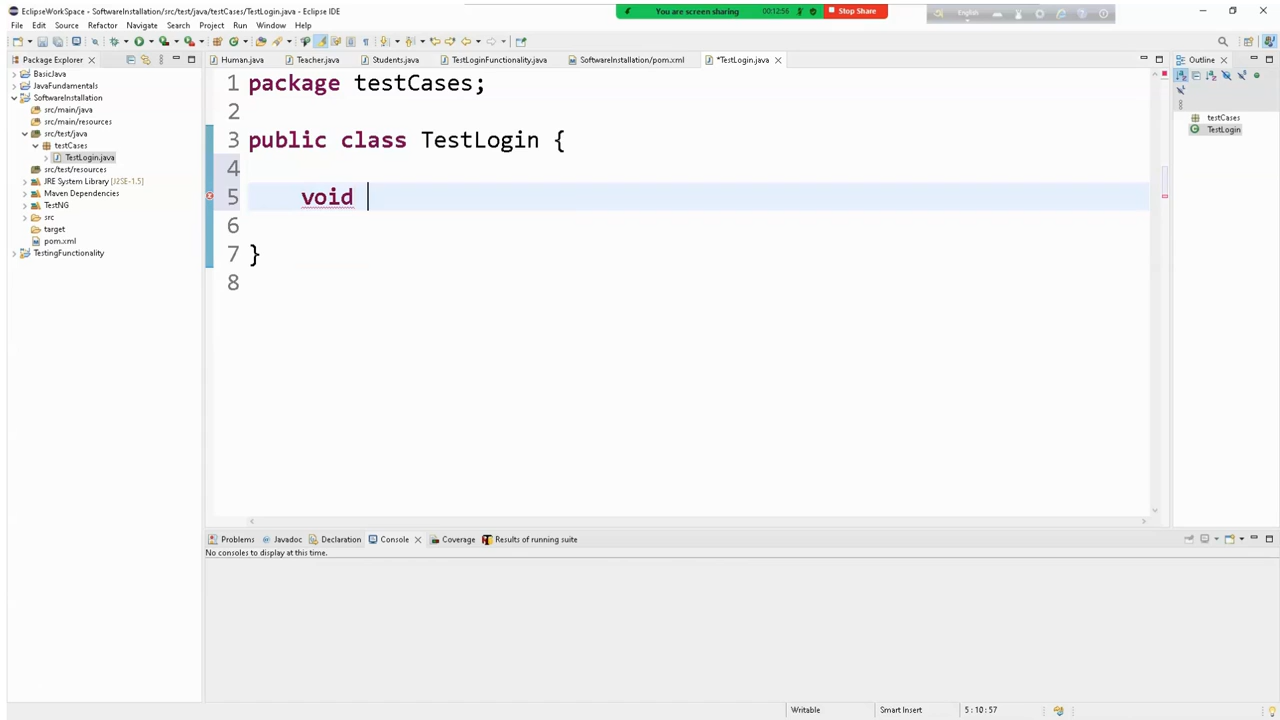 EclipseWorkSpace - SoftwareInstallation/src/test/java/testCases/TestLogin.java - Eclipse IDE
You are screen sharing
00:12:56
Stop Share
English
File Edit Source Refactor Navigate Search Project Run Window Help
Package Explorer
Human.java Teacher.java Students.java TestLoginFunctionality.java SoftwareInstallation/pom.xml *TestLogin.java
Outline
BasicJava
JavaFundamentals
SoftwareInstallation
src/main/java
src/main/resources
src/test/java
testCases
TestLogin.java
src/test/resources
JRE System Library [J2SE-1.5]
Maven Dependencies
TestNG
src
target
pom.xml
TestingFunctionality
1 package testCases;
2
3 public class TestLogin {
4
5 void
6
7 }
8
testCases
TestLogin
Problems Javadoc Declaration Console Coverage Results of running suite
No consoles to display at this time.
Writable Smart Insert 5 : 10 : 57